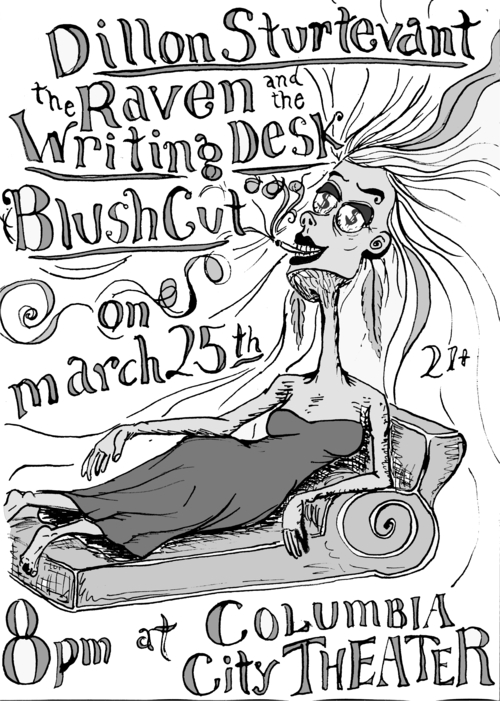 Dillon Sturtevant
the Raven and the
Writing Desk
BlushCut
on
march 25th
21+
8pm at Columbia
City Theater